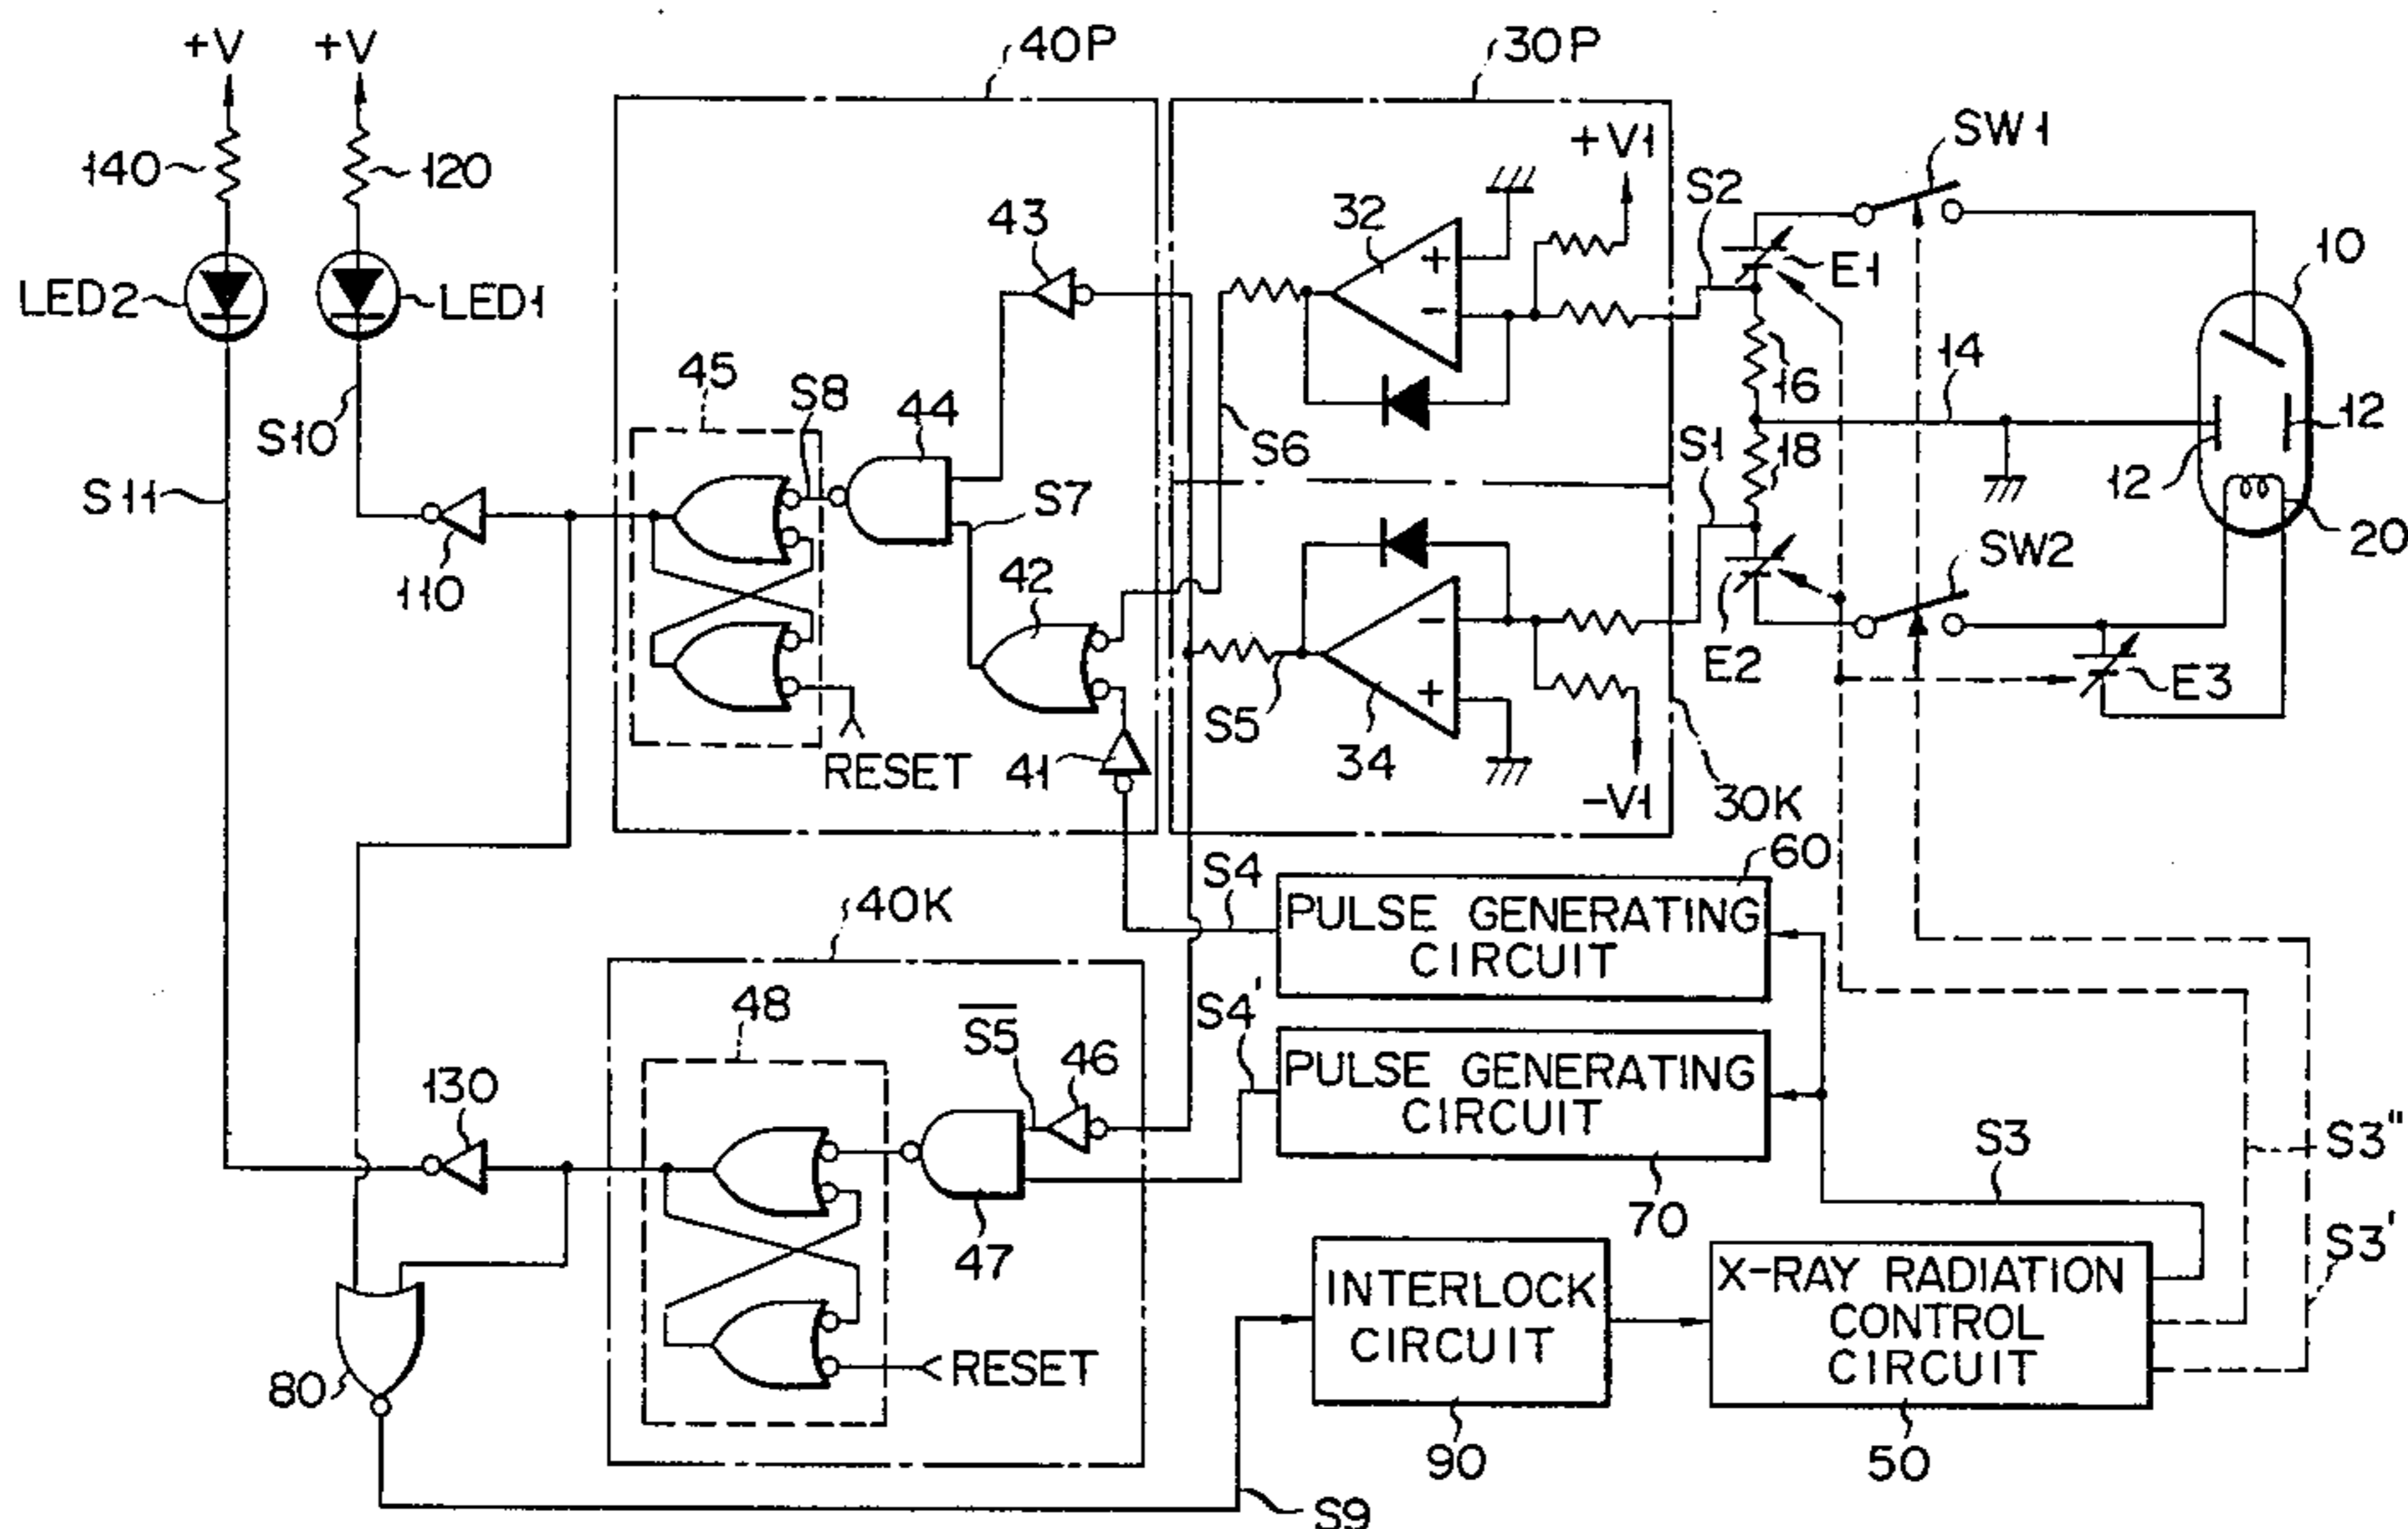 +V
+V
40P
30P
140
120
LED2
LED1
S10
S11
110
43
45
S8
44
S7
42
RESET
41
+V1
32
+
−
S6
S2
E1
SW1
10
16
14
12
12
18
S1
SW2
20
E2
E3
−
+
S5
34
−V1
30K
60
S4
PULSE GENERATING
CIRCUIT
40K
48
S̅5̅
46
S4'
PULSE GENERATING
CIRCUIT
70
130
47
S3
S3"
S3'
80
RESET
INTERLOCK
CIRCUIT
90
X-RAY RADIATION
CONTROL
CIRCUIT
50
S9